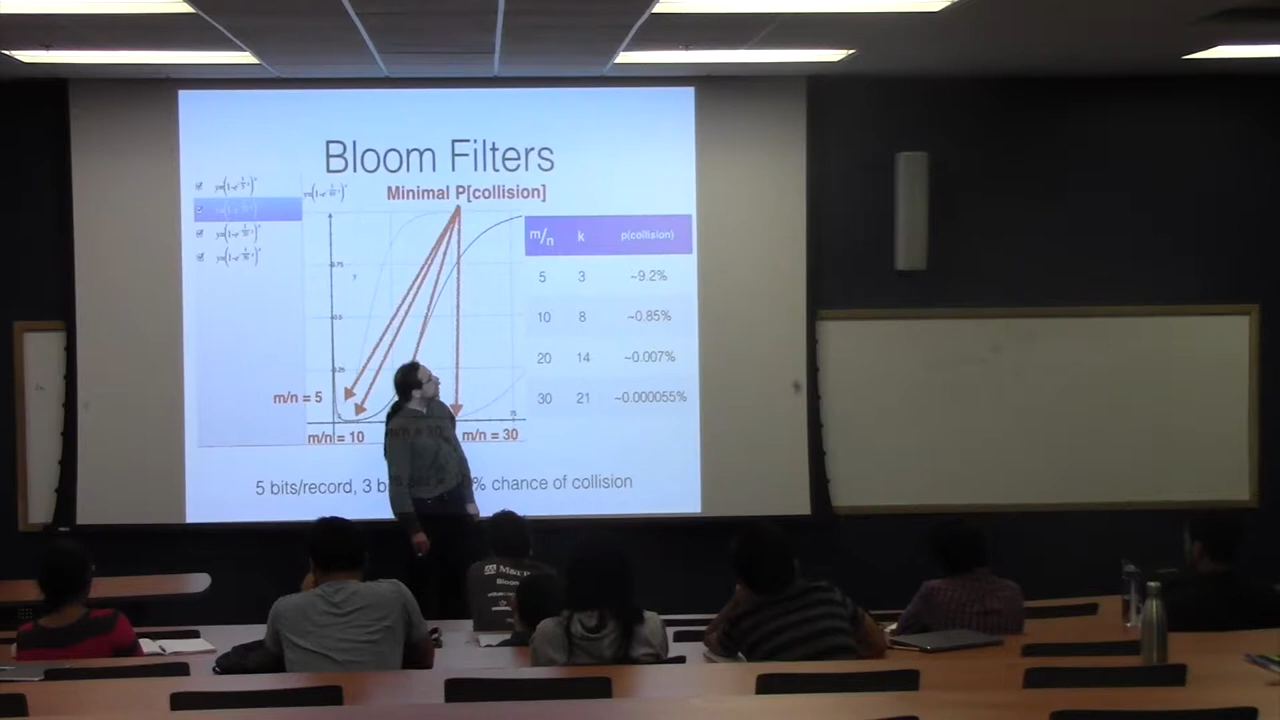 Bloom Filters
Minimal P[collision]
m/n k p(collision)
5 3 ~9.2%
10 8 ~0.85%
20 14 ~0.007%
30 21 ~0.000055%
m/n = 5
m/n = 10
m/n = 30
5 bits/record, 3 b
% chance of collision
Bloom